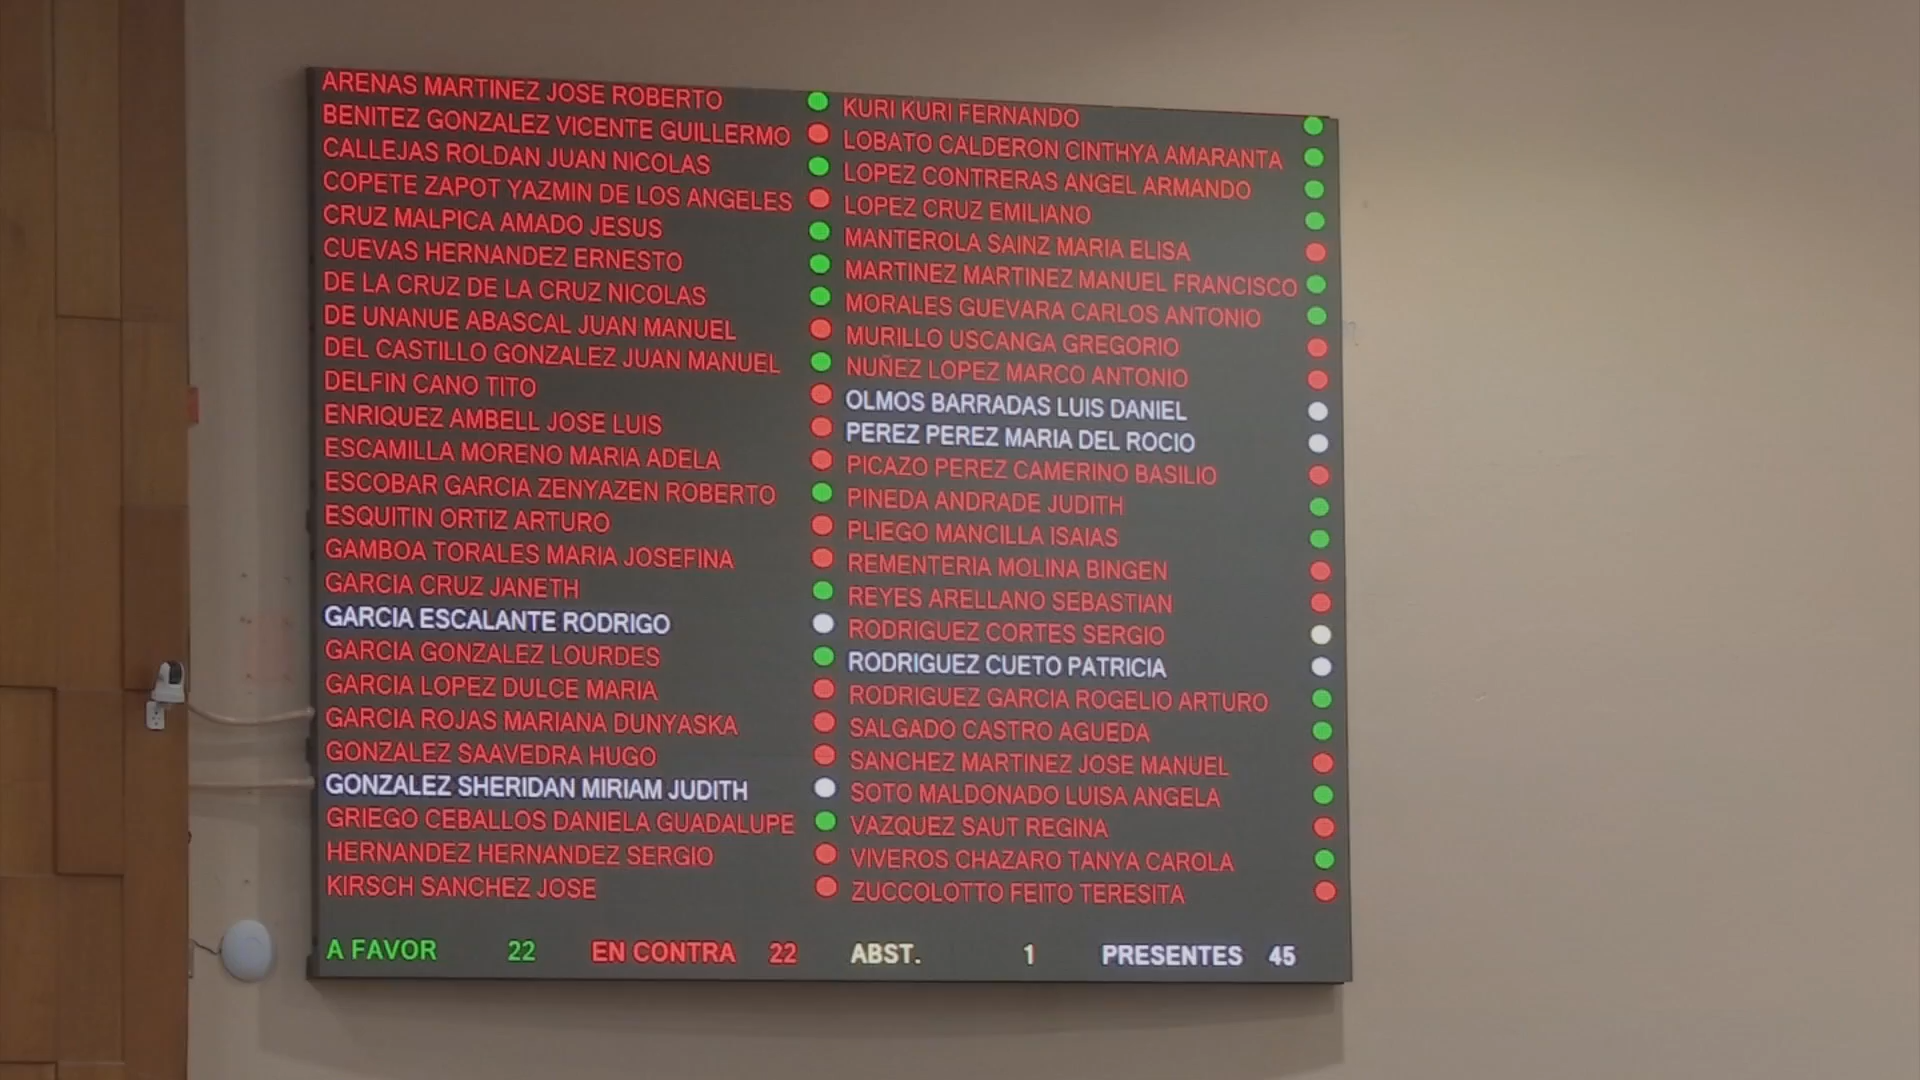 ARENAS MARTINEZ JOSE ROBERTO
BENITEZ GONZALEZ VICENTE GUILLERMO
CALLEJAS ROLDAN JUAN NICOLAS
COPETE ZAPOT YAZMIN DE LOS ANGELES
CRUZ MALPICA AMADO JESUS
CUEVAS HERNANDEZ ERNESTO
DE LA CRUZ DE LA CRUZ NICOLAS
DE UNANUE ABASCAL JUAN MANUEL
DEL CASTILLO GONZALEZ JUAN MANUEL
DELFIN CANO TITO
ENRIQUEZ AMBELL JOSE LUIS
ESCAMILLA MORENO MARIA ADELA
ESCOBAR GARCIA ZENYAZEN ROBERTO
ESQUITIN ORTIZ ARTURO
GAMBOA TORALES MARIA JOSEFINA
GARCIA CRUZ JANETH
GARCIA ESCALANTE RODRIGO
GARCIA GONZALEZ LOURDES
GARCIA LOPEZ DULCE MARIA
GARCIA ROJAS MARIANA DUNYASKA
GONZALEZ SAAVEDRA HUGO
GONZALEZ SHERIDAN MIRIAM JUDITH
GRIEGO CEBALLOS DANIELA GUADALUPE
HERNANDEZ HERNANDEZ SERGIO
KIRSCH SANCHEZ JOSE
KURI KURI FERNANDO
LOBATO CALDERON CINTHYA AMARANTA
LOPEZ CONTRERAS ANGEL ARMANDO
LOPEZ CRUZ EMILIANO
MANTEROLA SAINZ MARIA ELISA
MARTINEZ MARTINEZ MANUEL FRANCISCO
MORALES GUEVARA CARLOS ANTONIO
MURILLO USCANGA GREGORIO
NUÑEZ LOPEZ MARCO ANTONIO
OLMOS BARRADAS LUIS DANIEL
PEREZ PEREZ MARIA DEL ROCIO
PICAZO PEREZ CAMERINO BASILIO
PINEDA ANDRADE JUDITH
PLIEGO MANCILLA ISAIAS
REMENTERIA MOLINA BINGEN
REYES ARELLANO SEBASTIAN
RODRIGUEZ CORTES SERGIO
RODRIGUEZ CUETO PATRICIA
RODRIGUEZ GARCIA ROGELIO ARTURO
SALGADO CASTRO AGUEDA
SANCHEZ MARTINEZ JOSE MANUEL
SOTO MALDONADO LUISA ANGELA
VAZQUEZ SAUT REGINA
VIVEROS CHAZARO TANYA CAROLA
ZUCCOLOTTO FEITO TERESITA
A FAVOR 22 EN CONTRA 22 ABST. 1 PRESENTES 45